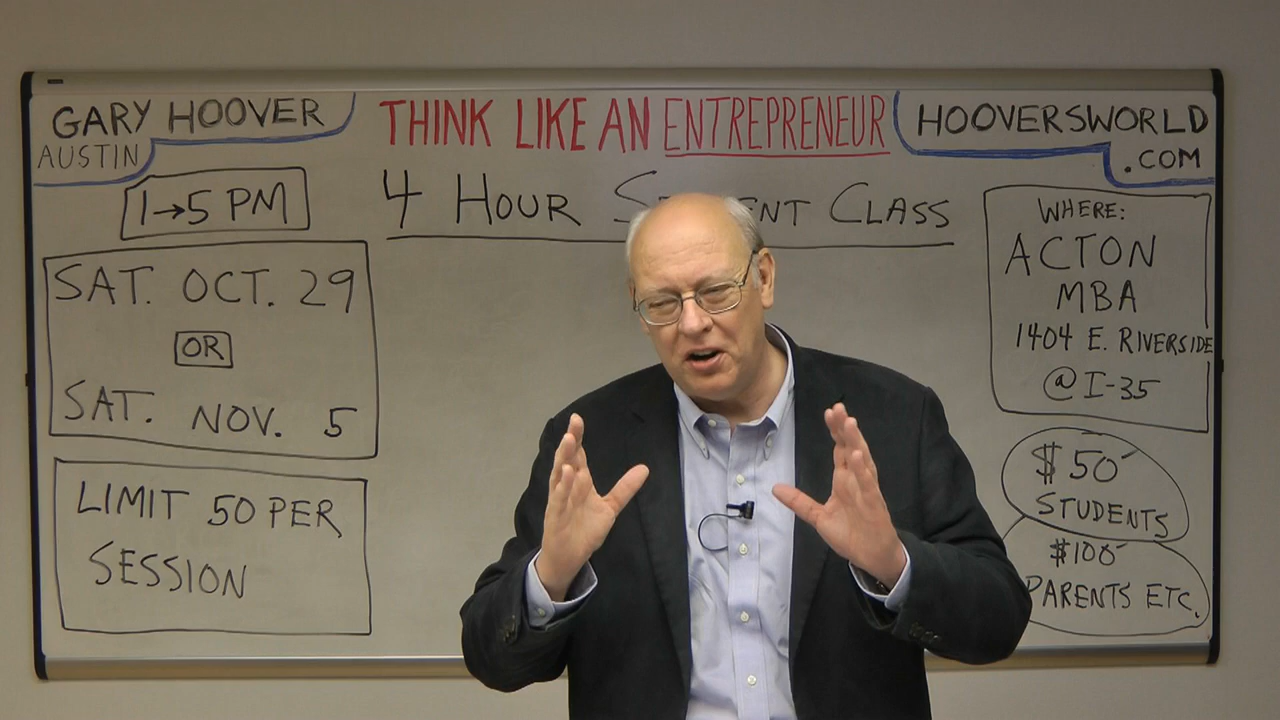 GARY HOOVER
AUSTIN
THINK LIKE AN ENTREPRENEUR
HOOVERSWORLD
.COM
1→5 PM
4 HOUR S ENT CLASS
SAT. OCT. 29
OR
SAT. NOV. 5
LIMIT 50 PER
SESSION
WHERE:
ACTON
MBA
1404 E. RIVERSIDE
@ I-35
$50
STUDENTS
$100
PARENTS ETC.